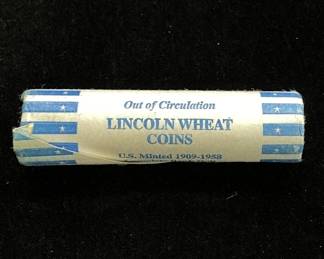 Out of Circulation
LINCOLN WHEAT
COINS
U.S. Minted 1909-1958